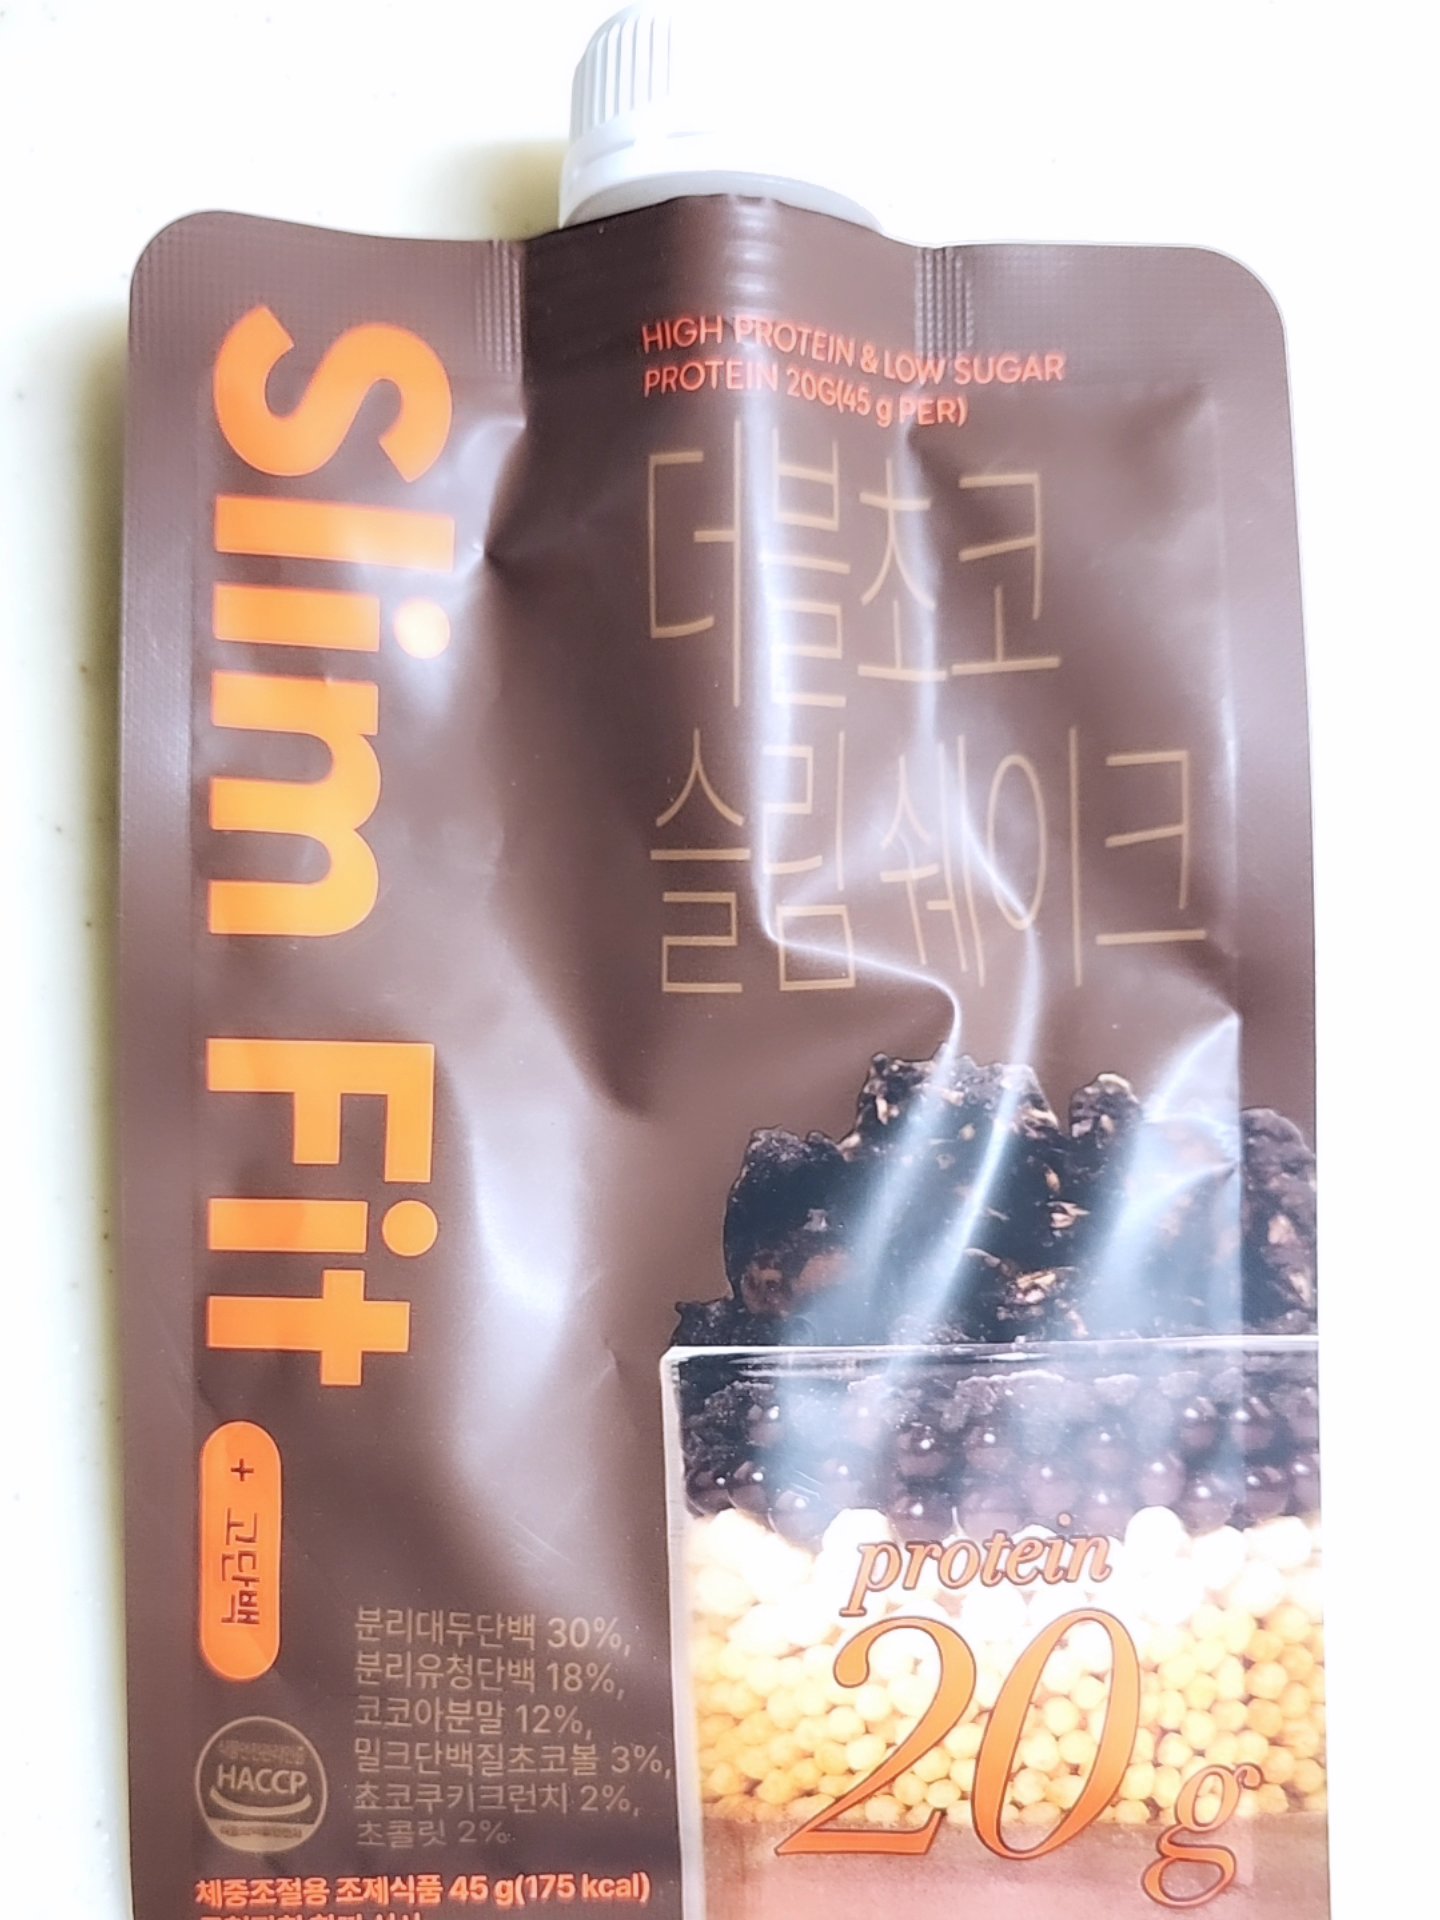 Slim Fit
+ 고단백
HIGH PROTEIN & LOW SUGAR
PROTEIN 20G(45 g PER)
더블초코
슬림 쉐이크
protein
20g
분리대두단백 30%,
분리유청단백 18%,
코코아분말 12%,
밀크단백질초코볼 3%,
쵸코쿠키크런치 2%,
초콜릿 2%
HACCP
체중조절용 조제식품 45 g(175 kcal)